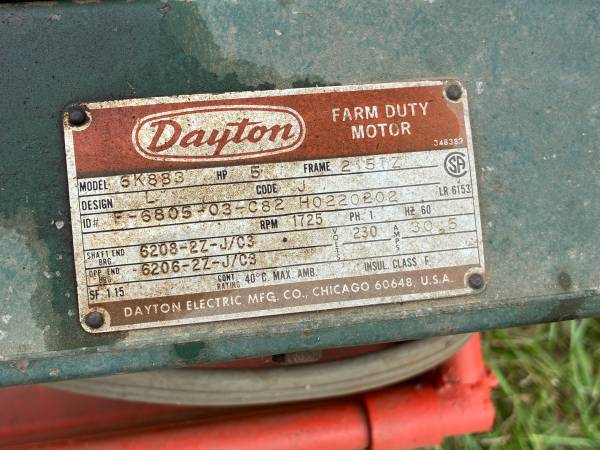 Dayton
FARM DUTY
MOTOR
MODEL 6K883 HP 5 FRAME 215TZ
DESIGN L CODE J LR 6153
ID# F-6805-03-C82 H0220202
RPM 1725 PH. 1 HZ 60
SHAFT END BRG 6208-2Z-J/C3 VOLTS 230 AMPS 30.5
OPP END BRG 6206-2Z-J/C3
SF 1.15 CONT. RATING 40°C. MAX. AMB. INSUL. CLASS F
DAYTON ELECTRIC MFG. CO., CHICAGO 60648, U.S.A.